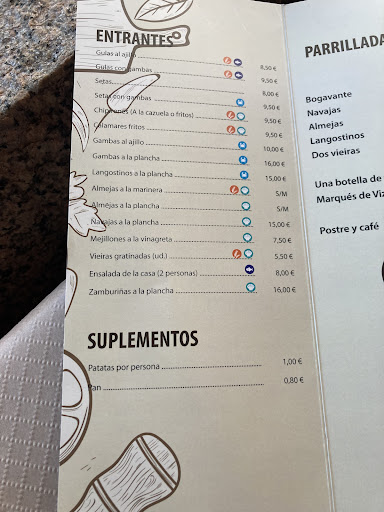 ENTRANTES
Gulas al ajillo 8,50 €
Gulas con gambas 9,50 €
Setas 8,00 €
Setas con gambas 9,50 €
Chipirones (A la cazuela o fritos) 9,50 €
Calamares fritos 9,50 €
Gambas al ajillo 10,00 €
Gambas a la plancha 16,00 €
Langostinos a la plancha 15,00 €
Almejas a la marinera S/M
Almejas a la plancha S/M
Navajas a la plancha 15,00 €
Mejillones a la vinagreta 7,50 €
Vieiras gratinadas (ud.) 5,50 €
Ensalada de la casa (2 personas) 8,00 €
Zamburiñas a la plancha 16,00 €
SUPLEMENTOS
Patatas por persona 1,00 €
Pan 0,80 €
PARRILLADA
Bogavante
Navajas
Almejas
Langostinos
Dos vieiras
Una botella de
Marqués de Viz
Postre y café